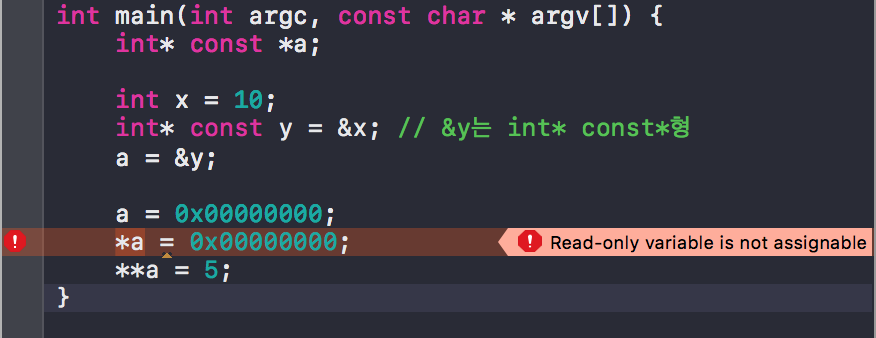 int main(int argc, const char * argv[]) {
int* const *a;
int x = 10;
int* const y = &x; // &y는 int* const*형
a = &y;
a = 0x00000000;
*a = 0x00000000; Read-only variable is not assignable
**a = 5;
}